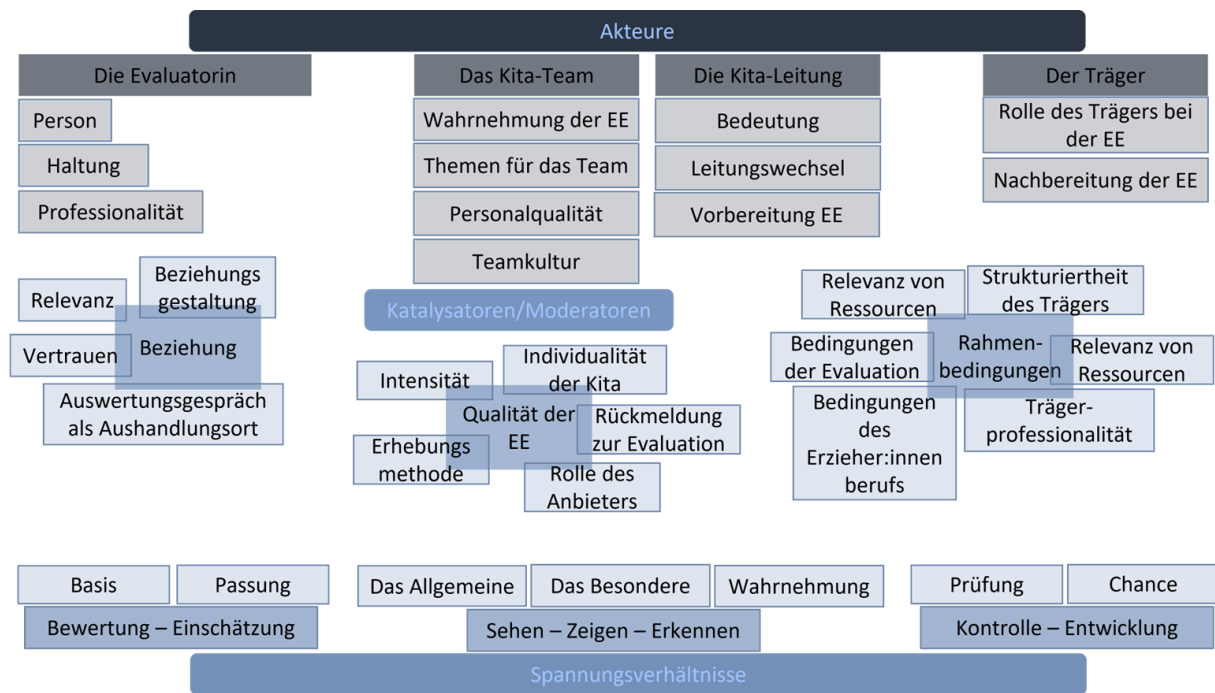 Akteure
Die Evaluatorin
Person
Haltung
Professionalität
Das Kita-Team
Wahrnehmung der EE
Themen für das Team
Personalqualität
Teamkultur
Die Kita-Leitung
Bedeutung
Leitungswechsel
Vorbereitung EE
Der Träger
Rolle des Trägers bei
der EE
Nachbereitung der EE
Katalysatoren/Moderatoren
Relevanz
Beziehungs
gestaltung
Vertrauen
Beziehung
Auswertungsgespräch
als Aushandlungsort
Intensität
Individualität
der Kita
Qualität der
EE
Rückmeldung
zur Evaluation
Erhebungs
methode
Rolle des
Anbieters
Relevanz von
Ressourcen
Strukturiertheit
des Trägers
Bedingungen
der Evaluation
Rahmen-
bedingungen
Relevanz von
Ressourcen
Bedingungen
des
Erzieher:innen
berufs
Träger-
professionalität
Basis
Passung
Bewertung – Einschätzung
Das Allgemeine
Das Besondere
Wahrnehmung
Sehen – Zeigen – Erkennen
Prüfung
Chance
Kontrolle – Entwicklung
Spannungsverhältnisse